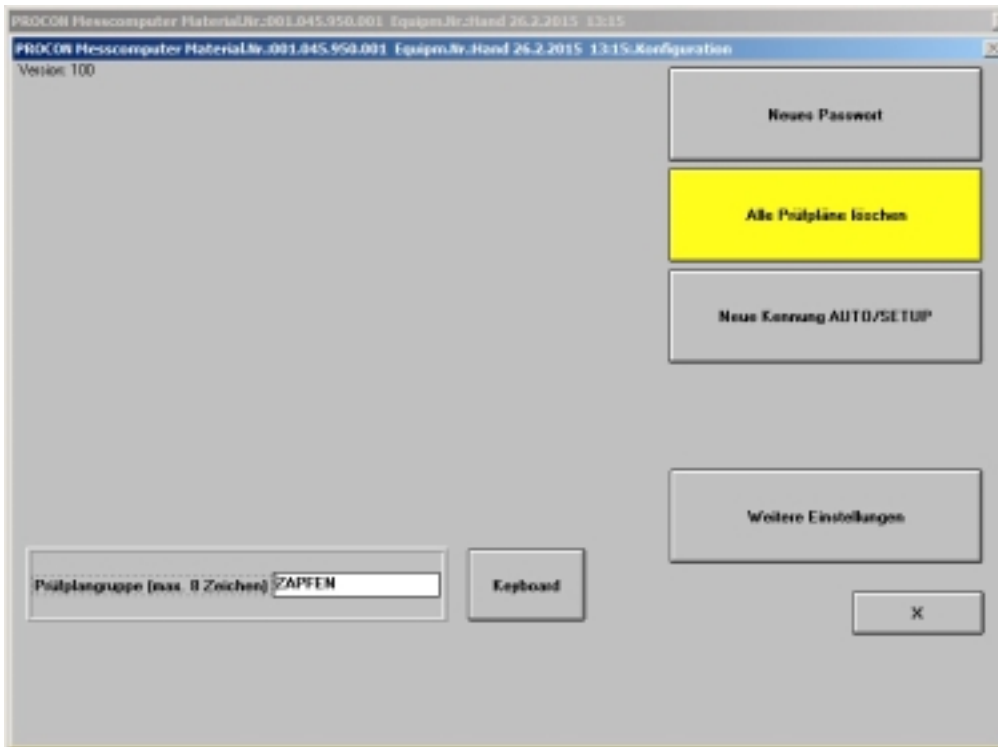 PROCON Messcomputer Material.Nr.:001.045.950.001 Equipm.Nr.:Hand 26.2.2015 13:15
PROCON Messcomputer Material.Nr.:001.045.950.001 Equipm.Nr.:Hand 26.2.2015 13:15:.Konfiguration
Version: 100
Neues Passwort
Alle Prüfpläne löschen
Neue Kennung AUTO/SETUP
Weitere Einstellungen
Prüfplangruppe (max. 8 Zeichen) ZAPFEN
Keyboard
X